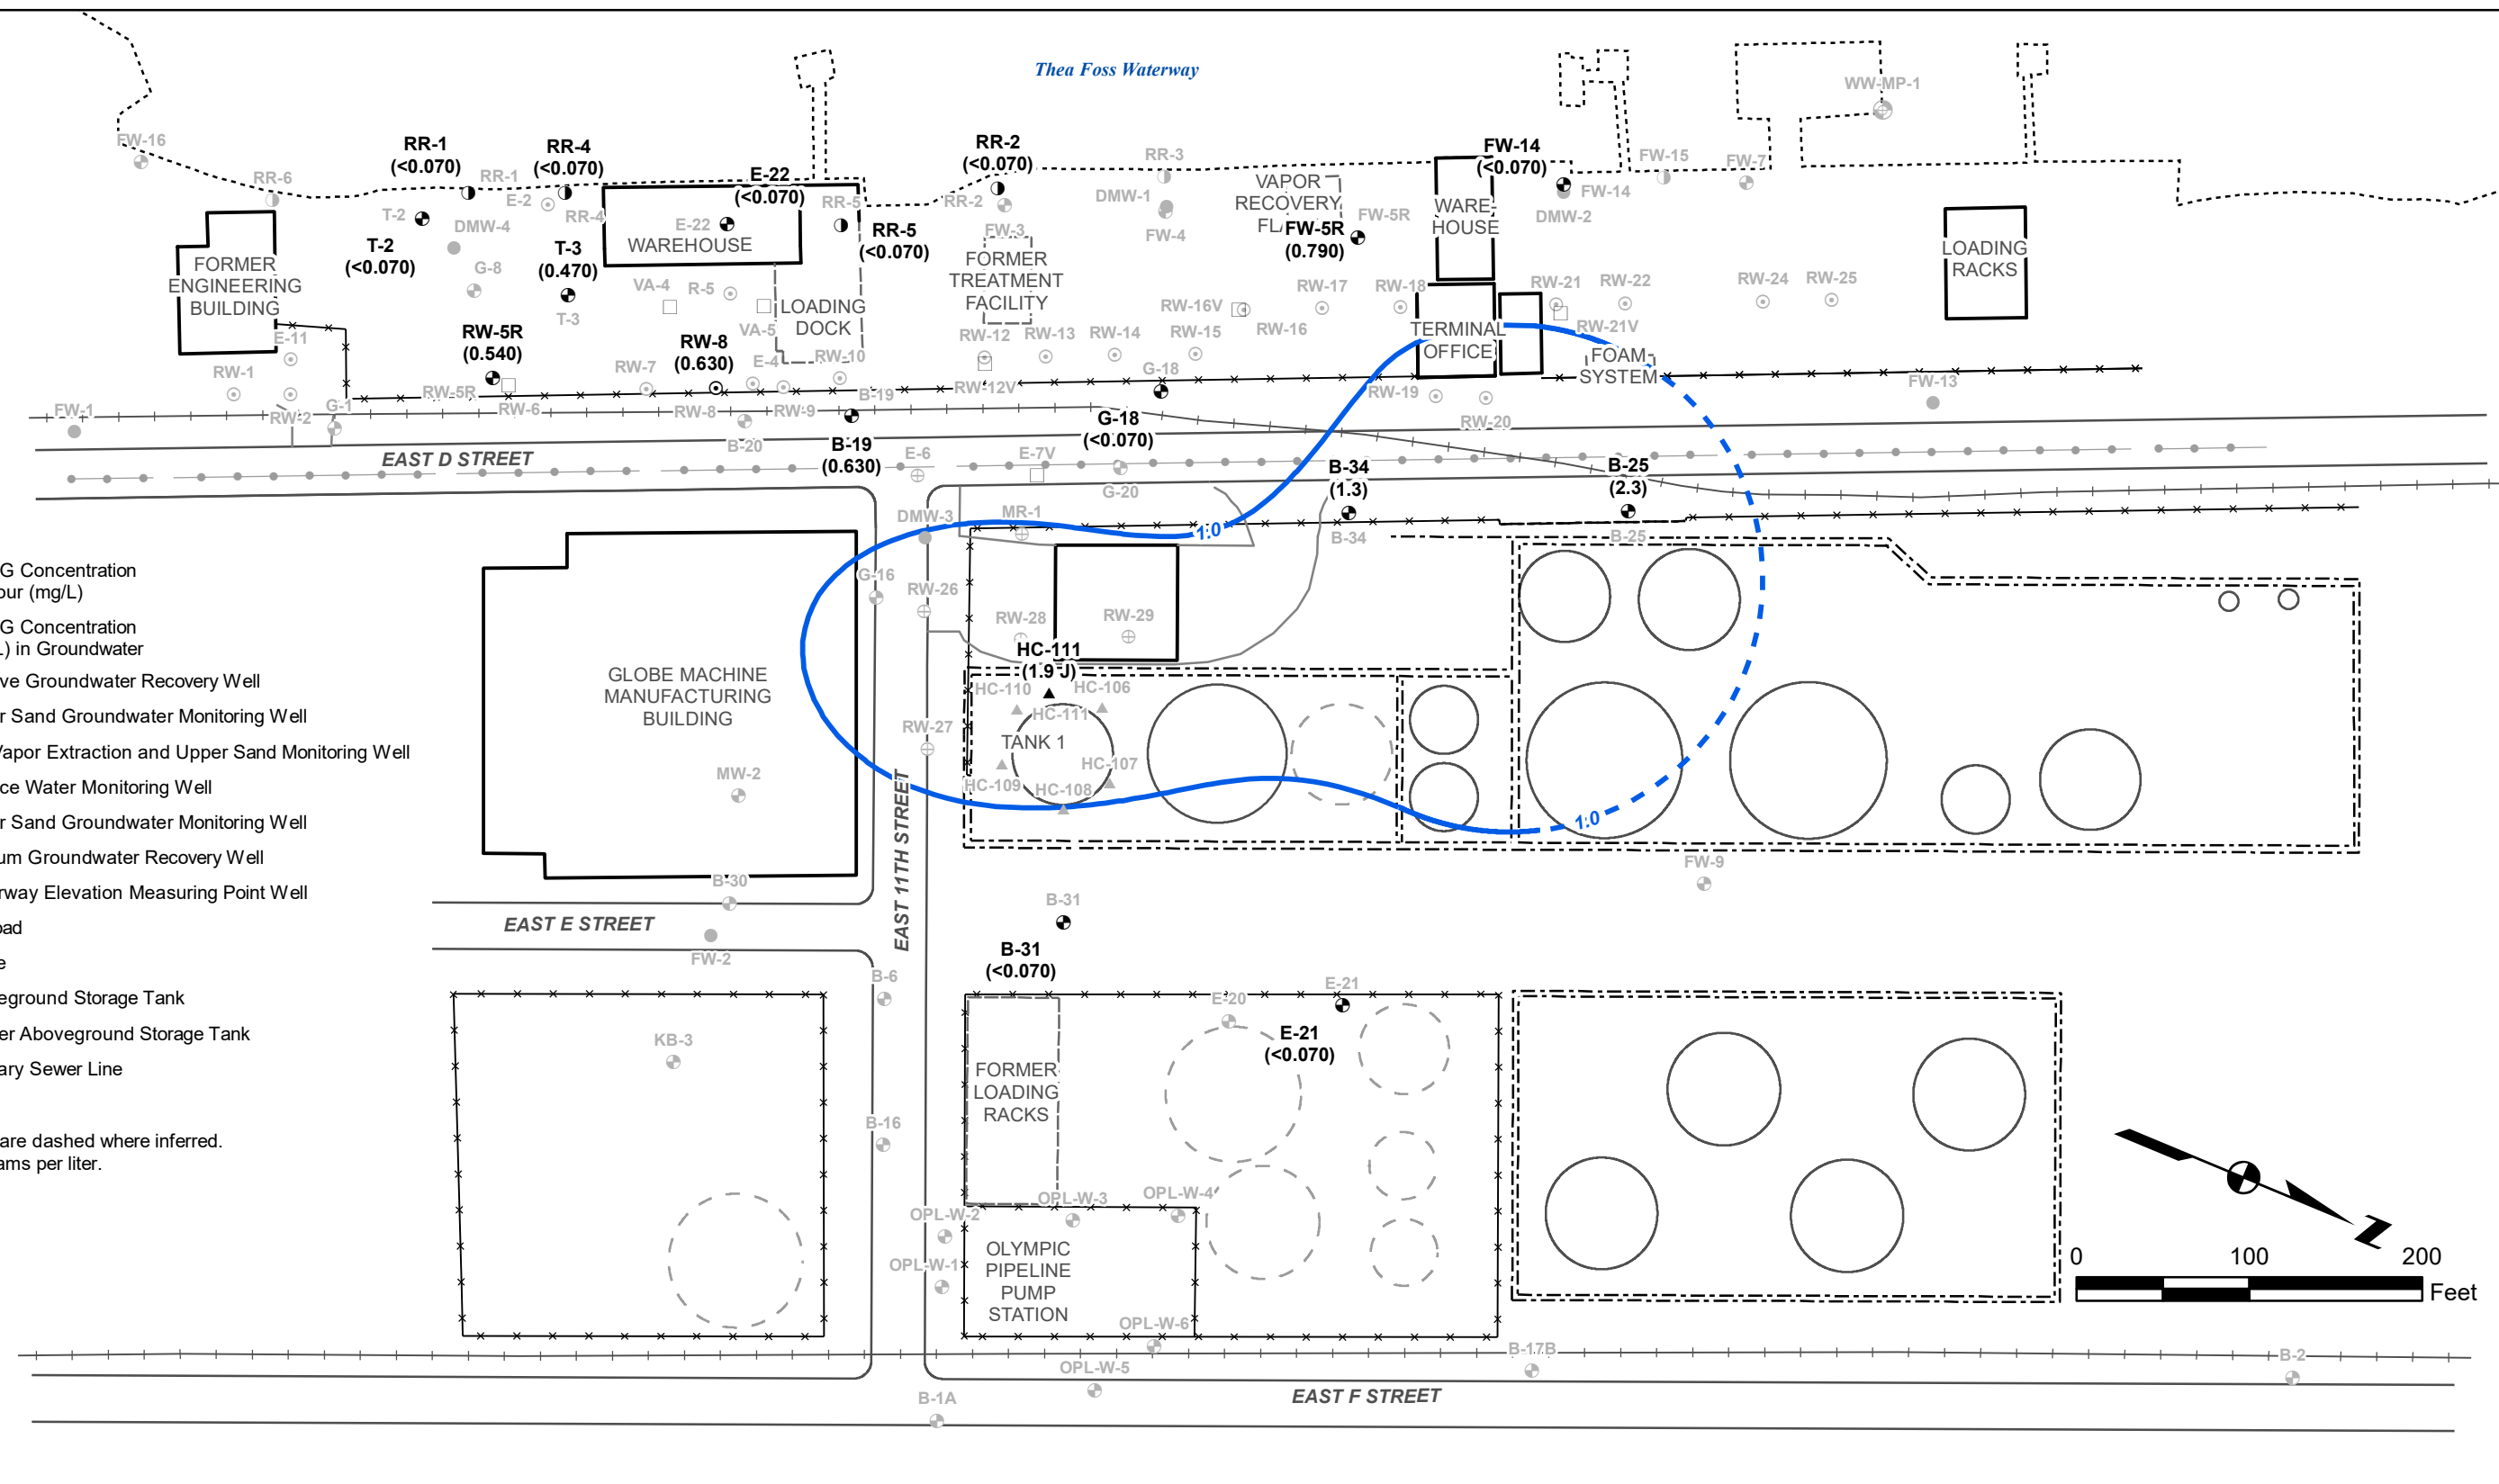 Thea Foss Waterway
WW-MP-1
FW-16
RR-1
(<0.070)
RR-4
(<0.070)
RR-2
(<0.070)
FW-14
(<0.070)
RR-3
FW-15
FW-7
RR-6
RR-1
E-2
RR-4
E-22
(<0.070)
RR-5
RR-2
DMW-1
VAPOR
RECOVERY
FW-14
DMW-2
T-2
DMW-4
E-22
WAREHOUSE
RR-5
(<0.070)
FW-3
FW-4
FW-5R
FW-5R
(0.790)
WARE-
HOUSE
T-2
(<0.070)
T-3
(0.470)
G-8
T-3
FORMER
ENGINEERING
BUILDING
FORMER
TREATMENT
FACILITY
LOADING
RACKS
VA-4
R-5
VA-5
LOADING
DOCK
RW-16V
RW-17
RW-18
RW-21
RW-22
RW-24
RW-25
E-11
RW-1
RW-5R
(0.540)
RW-8
(0.630)
RW-12
RW-13
RW-14
RW-15
RW-16
TERMINAL
OFFICE
RW-21V
FOAM
SYSTEM
RW-7
E-4
RW-10
G-18
FW-1
RW-2
G-1
RW-5R
RW-6
RW-8
RW-9
B-19
RW-12V
RW-19
RW-20
FW-13
EAST D STREET
B-20
B-19
(0.630)
E-6
E-7V
G-18
(<0.070)
G-20
B-34
(1.3)
B-25
(2.3)
DMW-3
MR-1
1.0
B-34
B-25
G Concentration
our (mg/L)
G Concentration
L) in Groundwater
ve Groundwater Recovery Well
r Sand Groundwater Monitoring Well
Vapor Extraction and Upper Sand Monitoring Well
ce Water Monitoring Well
r Sand Groundwater Monitoring Well
um Groundwater Recovery Well
rway Elevation Measuring Point Well
oad
e
eground Storage Tank
er Aboveground Storage Tank
ary Sewer Line
are dashed where inferred.
ams per liter.
G-16
RW-26
RW-28
RW-29
HC-111
(1.9 J)
HC-110
HC-106
HC-111
GLOBE MACHINE
MANUFACTURING
BUILDING
RW-27
TANK 1
HC-107
HC-109
HC-108
MW-2
1.0
EAST 11TH STREET
FW-9
B-30
EAST E STREET
FW-2
B-31
B-31
(<0.070)
B-6
E-20
E-21
E-21
(<0.070)
KB-3
FORMER
LOADING
RACKS
B-16
OPL-W-2
OPL-W-3
OPL-W-4
OPL-W-1
OLYMPIC
PIPELINE
PUMP
STATION
OPL-W-6
OPL-W-5
B-17B
B-2
EAST F STREET
B-1A
N
0
100
200
Feet